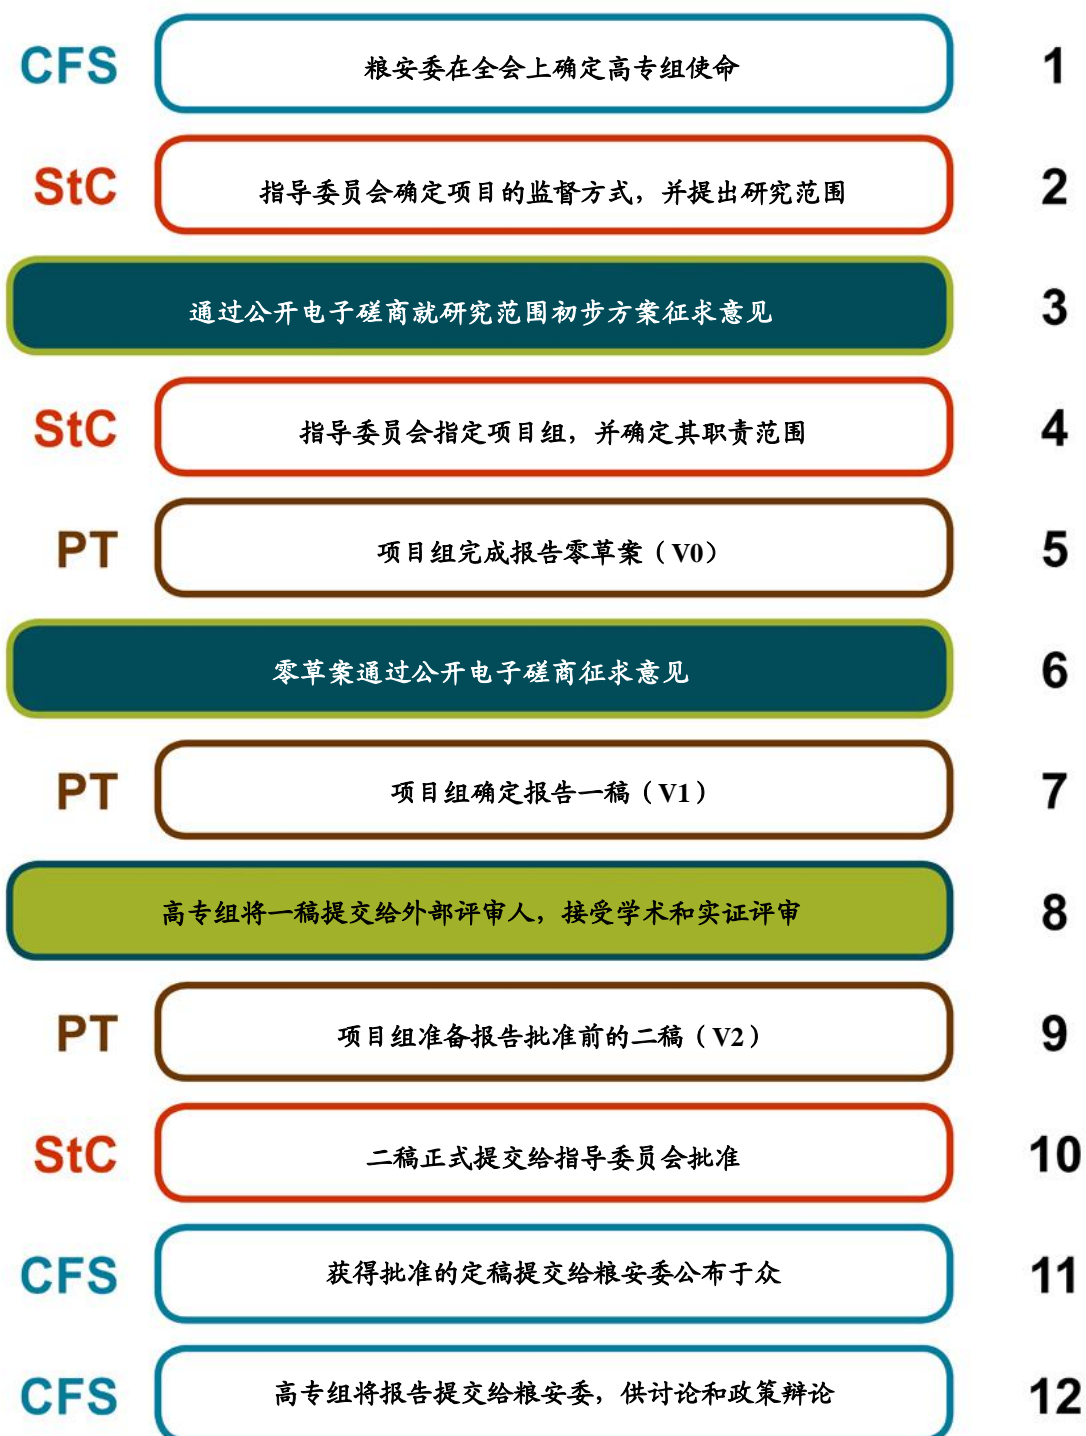 CFS 粮安委在全会上确定高专组使命 1
StC 指导委员会确定项目的监督方式，并提出研究范围 2
通过公开电子磋商就研究范围初步方案征求意见 3
StC 指导委员会指定项目组，并确定其职责范围 4
PT 项目组完成报告零草案（V0） 5
零草案通过公开电子磋商征求意见 6
PT 项目组确定报告一稿（V1） 7
高专组将一稿提交给外部评审人，接受学术和实证评审 8
PT 项目组准备报告批准前的二稿（V2） 9
StC 二稿正式提交给指导委员会批准 10
CFS 获得批准的定稿提交给粮安委公布于众 11
CFS 高专组将报告提交给粮安委，供讨论和政策辩论 12